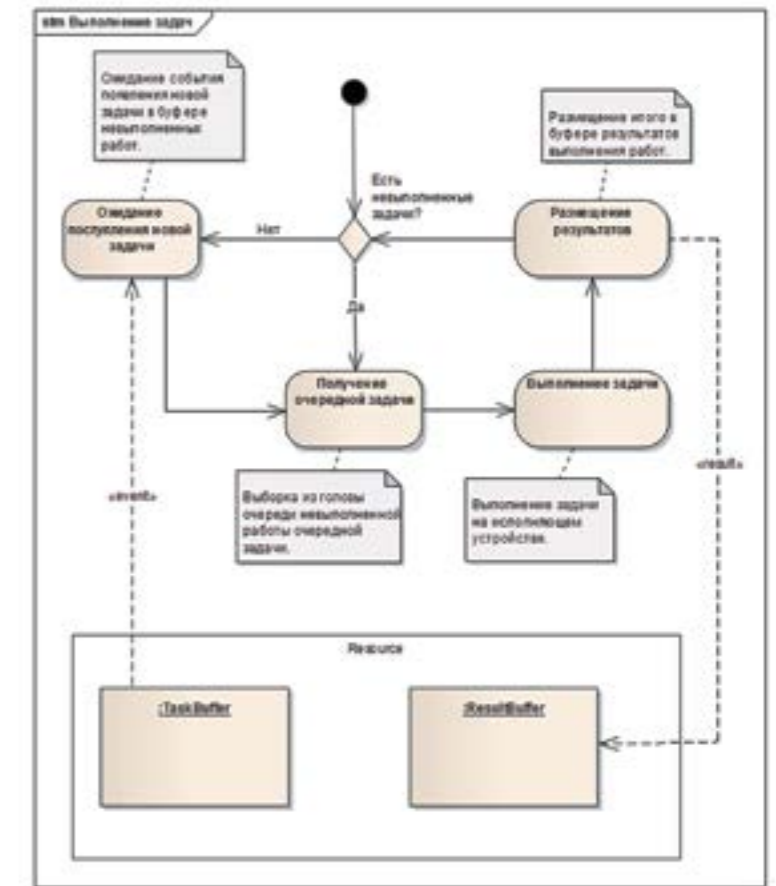 stm Выполнение задач
Ожидание события
появления новой
задачи в буфере
невыполненных
работ.
Размещение итого в
буфере результатов
выполнения работ.
Есть
невыполненные
задачи?
Ожидание
поступления новой
задачи
Нет
Размещение
результатов
Да
Получение
очередной задачи
Выполнение задачи
«event»
«result»
Выборка из головы
очереди невыполненной
работы очередной
задачи.
Выполнение задачи
на исполняющем
устройстве.
Resource
:TaskBuffer
:ResultBuffer